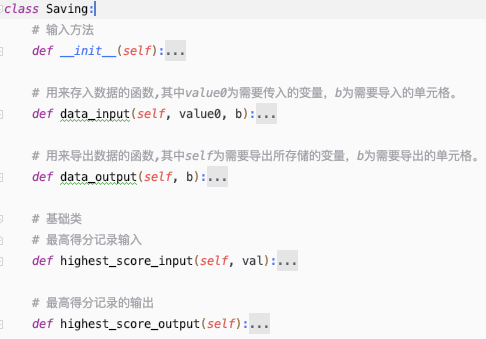 class Saving:
# 输入方法
def __init__(self):...
# 用来存入数据的函数,其中value0为需要传入的变量，b为需要导入的单元格。
def data_input(self, value0, b):...
# 用来导出数据的函数,其中self为需要导出所存储的变量，b为需要导出的单元格。
def data_output(self, b):...
# 基础类
# 最高得分记录输入
def highest_score_input(self, val):...
# 最高得分记录的输出
def highest_score_output(self):...